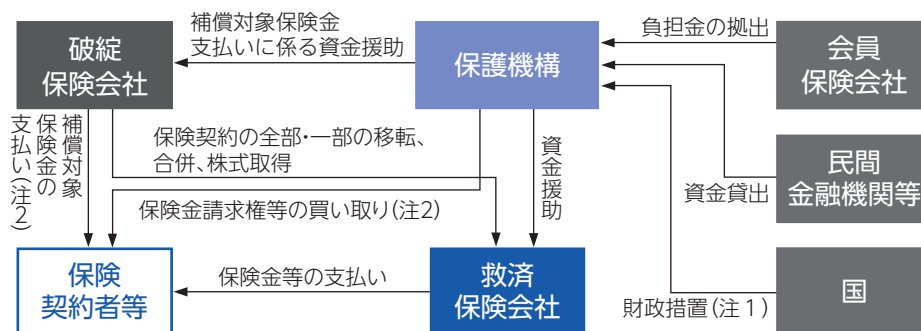 補償対象保険金
支払いに係る資金援助
負担金の拠出
破綻
保険会社
保護機構
会員
保険会社
補償対象
保険金の
支払い(注2)
保険契約の全部・一部の移転、
合併、株式取得
資金援助
民間
金融機関等
資金貸出
保険金請求権等の買い取り(注2)
保険
契約者等
保険金等の支払い
救済
保険会社
財政措置(注1)
国